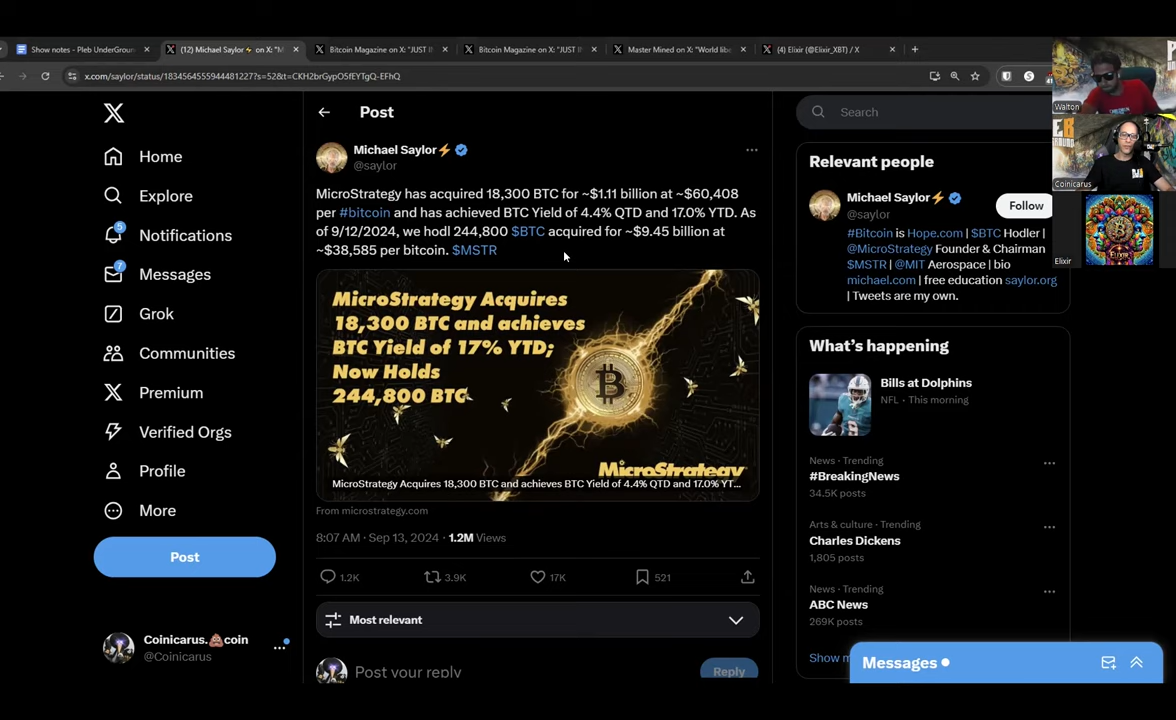 Show notes - Pleb UnderGroun
(12) Michael Saylor⚡ on X: "M
Bitcoin Magazine on X: "JUST I
Bitcoin Magazine on X: "JUST I
Master Mined on X: "World libe
(4) Elixir (@Elixir_XBT) / X
x.com/saylor/status/1834564555944481227?s=52&t=CKH2brGypO5fEYTgQ-EFhQ
Walton
Coinicarus
Elixir
Home
Explore
5
Notifications
7
Messages
Grok
Communities
Premium
Verified Orgs
Profile
More
Post
Coinicarus.💩coin
@Coinicarus
Post
Michael Saylor⚡
@saylor
MicroStrategy has acquired 18,300 BTC for ~$1.11 billion at ~$60,408
per #bitcoin and has achieved BTC Yield of 4.4% QTD and 17.0% YTD. As
of 9/12/2024, we hodl 244,800 $BTC acquired for ~$9.45 billion at
~$38,585 per bitcoin. $MSTR
MicroStrategy Acquires
18,300 BTC and achieves
BTC Yield of 17% YTD;
Now Holds
244,800 BTC
MicroStrategy
MicroStrategy Acquires 18,300 BTC and achieves BTC Yield of 4.4% QTD and 17.0% YT...
From microstrategy.com
8:07 AM · Sep 13, 2024 · 1.2M Views
1.2K
3.9K
17K
521
Most relevant
Post your reply
Reply
Search
Relevant people
Michael Saylor⚡
@saylor
Follow
#Bitcoin is Hope.com | $BTC Hodler |
@MicroStrategy Founder & Chairman
$MSTR | @MIT Aerospace | bio
michael.com | free education saylor.org
| Tweets are my own.
What's happening
Bills at Dolphins
NFL · This morning
News · Trending
#BreakingNews
34.5K posts
Arts & culture · Trending
Charles Dickens
1,805 posts
News · Trending
ABC News
269K posts
Show m
Messages